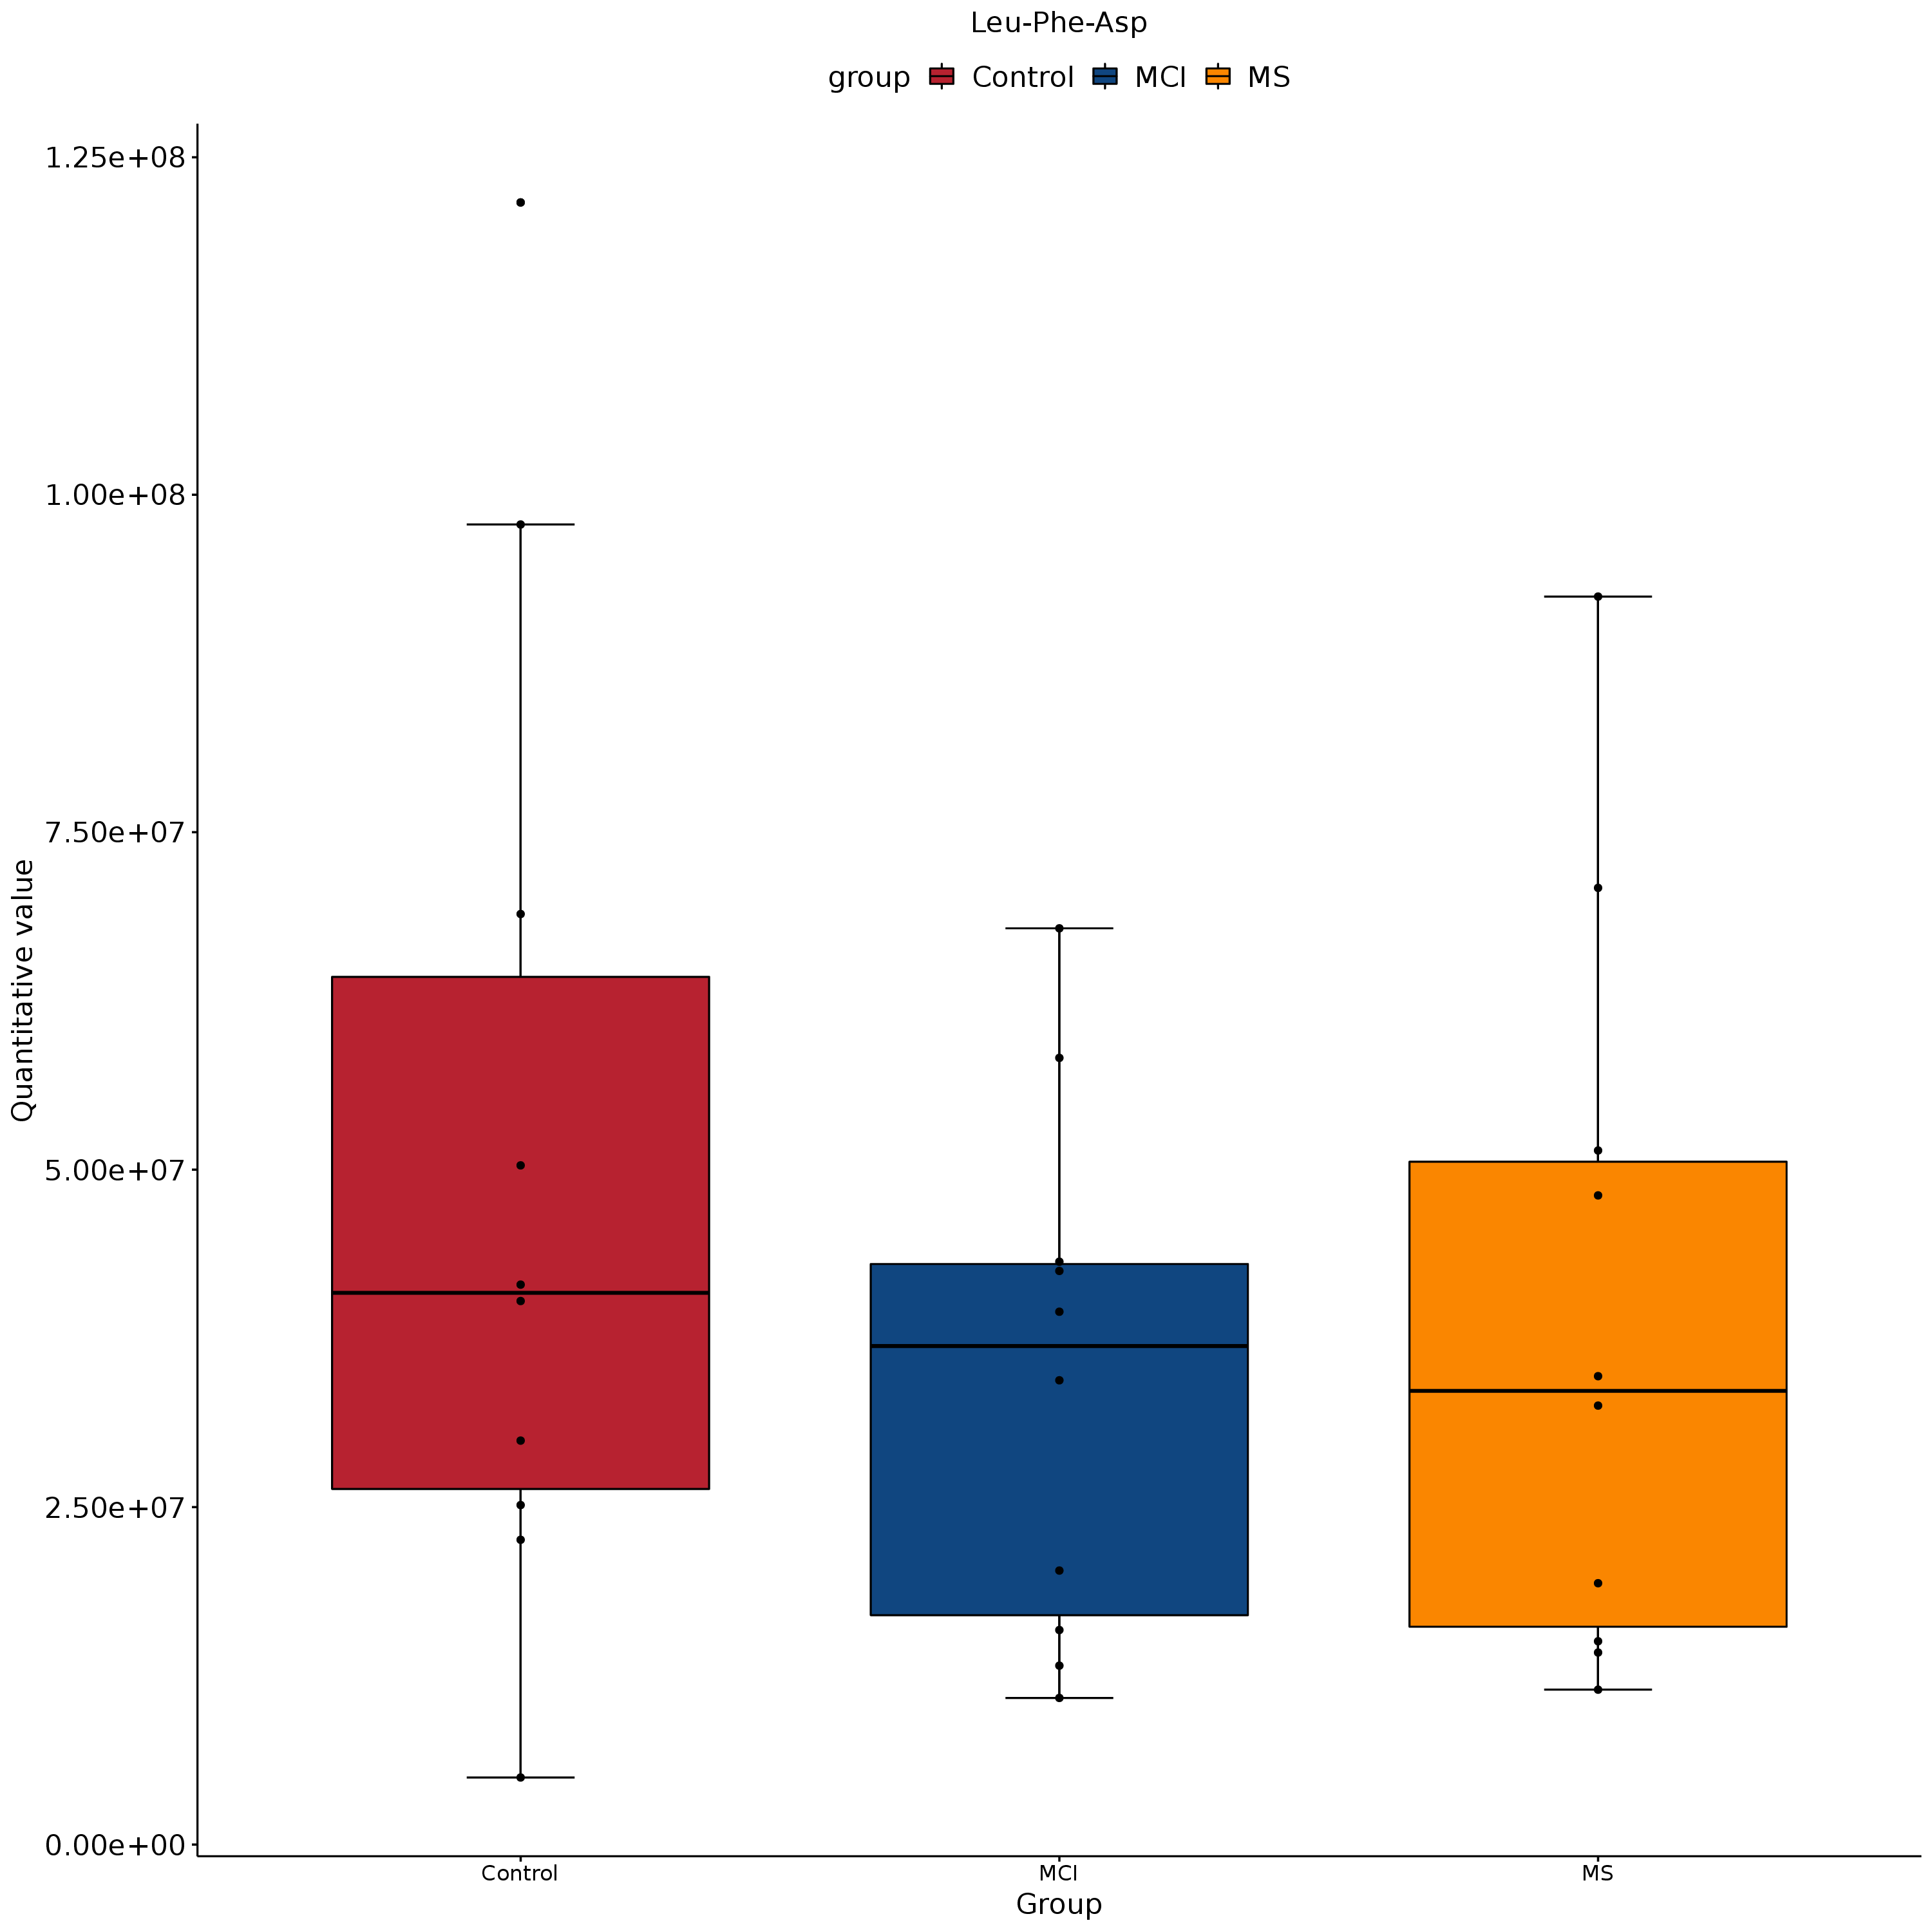 Leu-Phe-Asp
group Control MCI MS
1.25e+08
1.00e+08
7.50e+07
5.00e+07
2.50e+07
0.00e+00
Quantitative value
Control MCI MS
Group